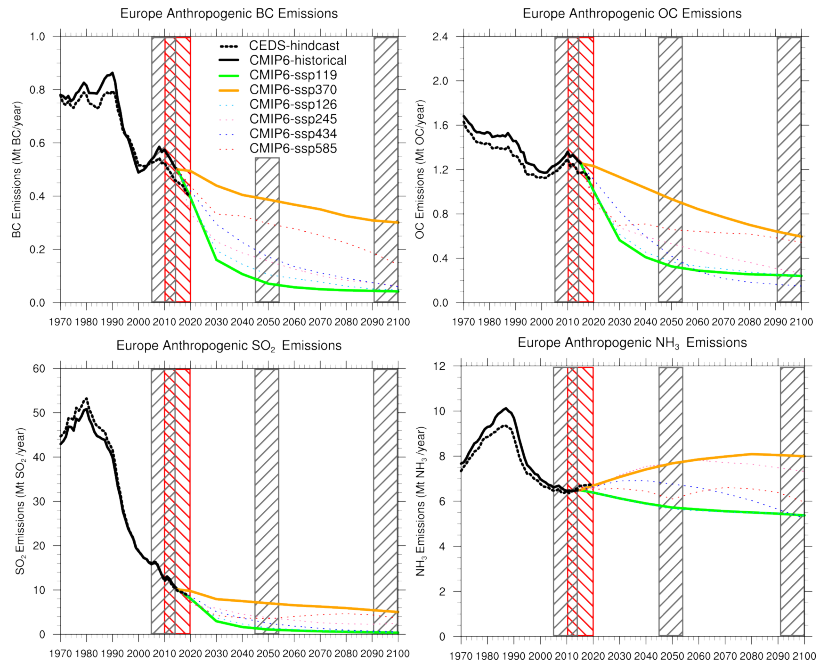 Europe Anthropogenic BC Emissions
BC Emissions (Mt BC/year)
1.0
0.8
0.6
0.4
0.2
0.0
1970 1980 1990 2000 2010 2020 2030 2040 2050 2060 2070 2080 2090 2100
CEDS-hindcast
CMIP6-historical
CMIP6-ssp119
CMIP6-ssp370
CMIP6-ssp126
CMIP6-ssp245
CMIP6-ssp434
CMIP6-ssp585
Europe Anthropogenic OC Emissions
OC Emissions (Mt OC/year)
2.4
2.0
1.6
1.2
0.8
0.4
0.0
1970 1980 1990 2000 2010 2020 2030 2040 2050 2060 2070 2080 2090 2100
Europe Anthropogenic SO₂ Emissions
SO₂ Emissions (Mt SO₂ /year)
60
50
40
30
20
10
0
1970 1980 1990 2000 2010 2020 2030 2040 2050 2060 2070 2080 2090 2100
Europe Anthropogenic NH₃ Emissions
NH₃ Emissions (Mt NH₃ /year)
12
10
8
6
4
2
0
1970 1980 1990 2000 2010 2020 2030 2040 2050 2060 2070 2080 2090 2100